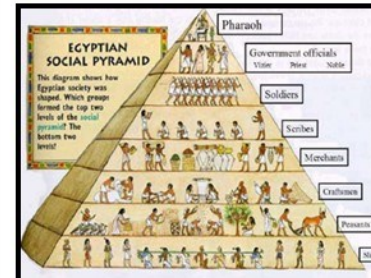 EGYPTIAN
SOCIAL PYRAMID
This diagram shows how
Egyptian society was
shaped. Which groups
formed the top two
levels of the social
pyramid? The
bottom two
levels?
Pharaoh
Government officials
Vizier Priest Noble
Soldiers
Scribes
Merchants
Craftsmen
Peasants